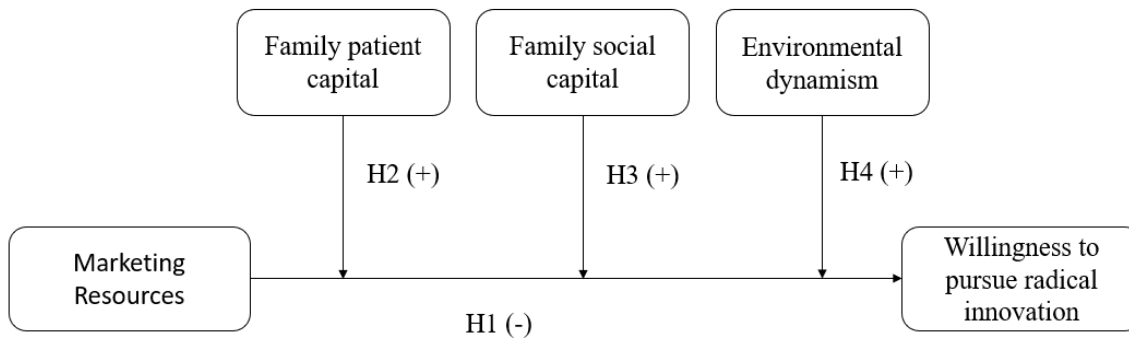 Family patient
capital
Family social
capital
Environmental
dynamism
H2 (+)
H3 (+)
H4 (+)
Marketing
Resources
Willingness to
pursue radical
innovation
H1 (-)